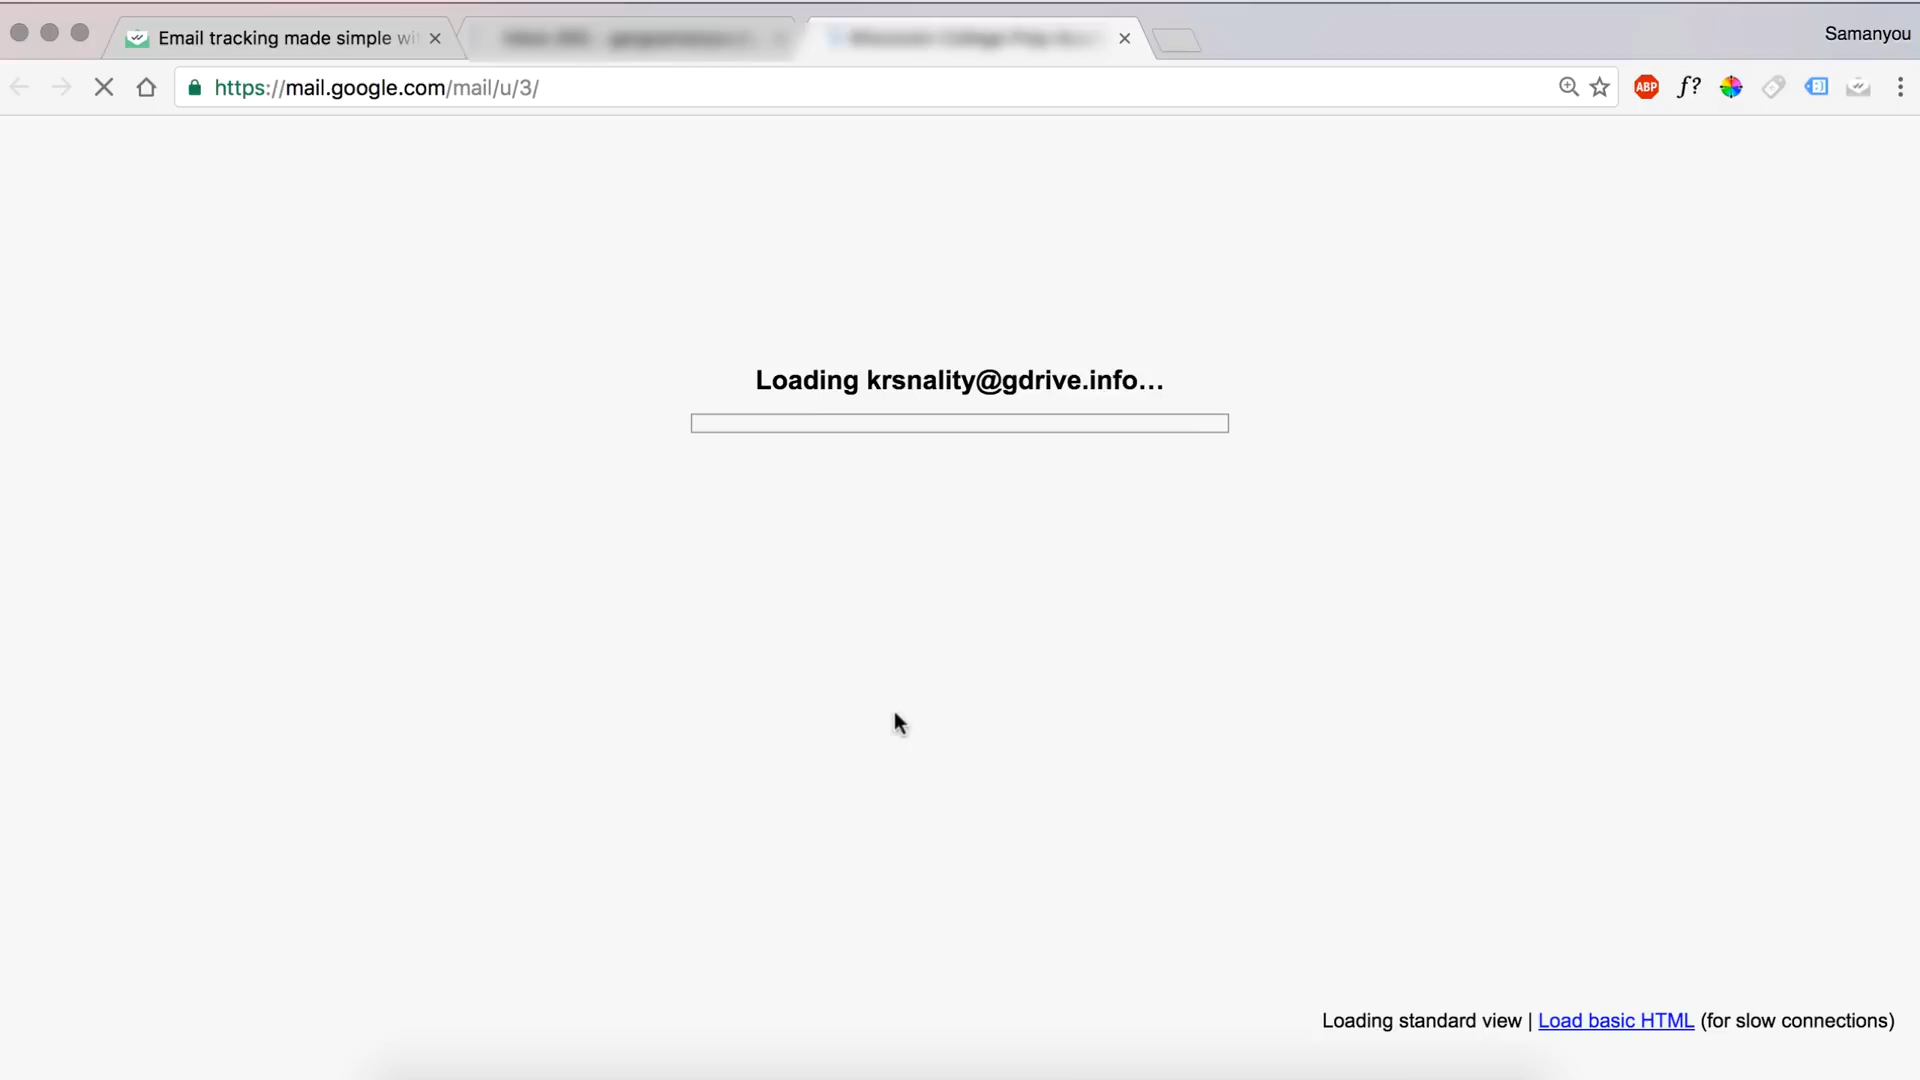 Email tracking made simple wi
Samanyou
https://mail.google.com/mail/u/3/
ABP
f?
Loading krsnality@gdrive.info...
Loading standard view | Load basic HTML (for slow connections)